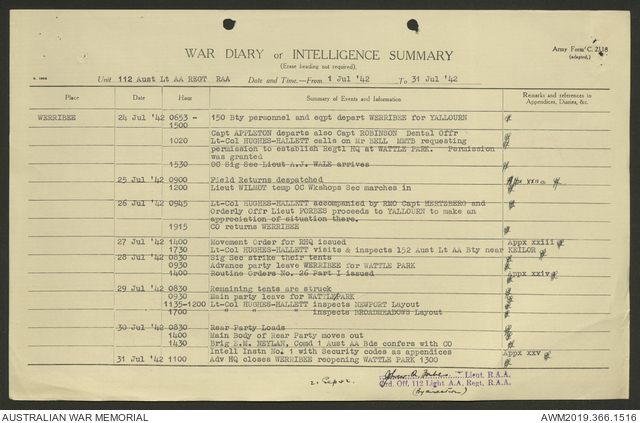 WAR DIARY or INTELLIGENCE SUMMARY
Army Form C. 2118
(Erase heading not required).
(adapted.)
Unit 112 Aust Lt AA REGT RAA Date and Time.—From 1 Jul '42 To 31 Jul '42
Place Date Hour Summary of Events and Information Remarks and references in Appendices, Diaries, &c.
WERRIBEE 24 Jul '42 0653 - 150 Bty personnel and eqpt depart WERRIBEE for YALLOURN
1500
Capt APPLETON departs also Capt ROBINSON Dental Offr
1020 Lt-Col HUGHES-HALLETT calls on Mr BELL MMTB requesting
permission to establish Regtl HQ at WATTLE PARK. Permission
was granted
1530 OC Sig Sec Lieut A.J. WALE arrives
25 Jul '42 0900 Field Returns despatched Appx xxii
1200 Lieut WILMOT temp OC Wkshops Sec marches in
26 Jul '42 0945 Lt-Col HUGHES-HALLETT accompanied by RMO Capt HERTZBERG and
Orderly Offr Lieut FORBES proceeds to YALLOURN to make an
appreciation of situation there.
1915 CO returns WERRIBEE
27 Jul '42 1400 Movement Order for RHQ issued Appx xxiii
1730 Lt-Col HUGHES-HALLETT visits & inspects 152 Aust Lt AA Bty near KEILOR
28 Jul '42 0830 Sig Sec strike their tents
0930 Advance party leave WERRIBEE for WATTLE PARK
1400 Routine Orders No. 26 Part I issued Appx xxiv
29 Jul '42 0830 Remaining tents are struck
0930 Main party leave for WATTLE PARK
1135-1200 Lt-Col HUGHES-HALLETT inspects NEWPORT Layout
1700 " " " inspects BROADMEADOWS Layout
30 Jul '42 0830 Rear Party Loads
1400 Main Body of Rear Party moves out
1430 Brig E.M. NEYLAN, Comd 1 Aust AA Bde confers with CO
Intell Instn No. 1 with Security codes as appendices Appx xxv
31 Jul '42 1100 Adv HQ closes WERRIBEE reopening WATTLE PARK 1300
Lieut. R.A.A.
Ord. Off. 112 Light A.A. Regt. R.A.A.
AUSTRALIAN WAR MEMORIAL AWM2019.366.1516